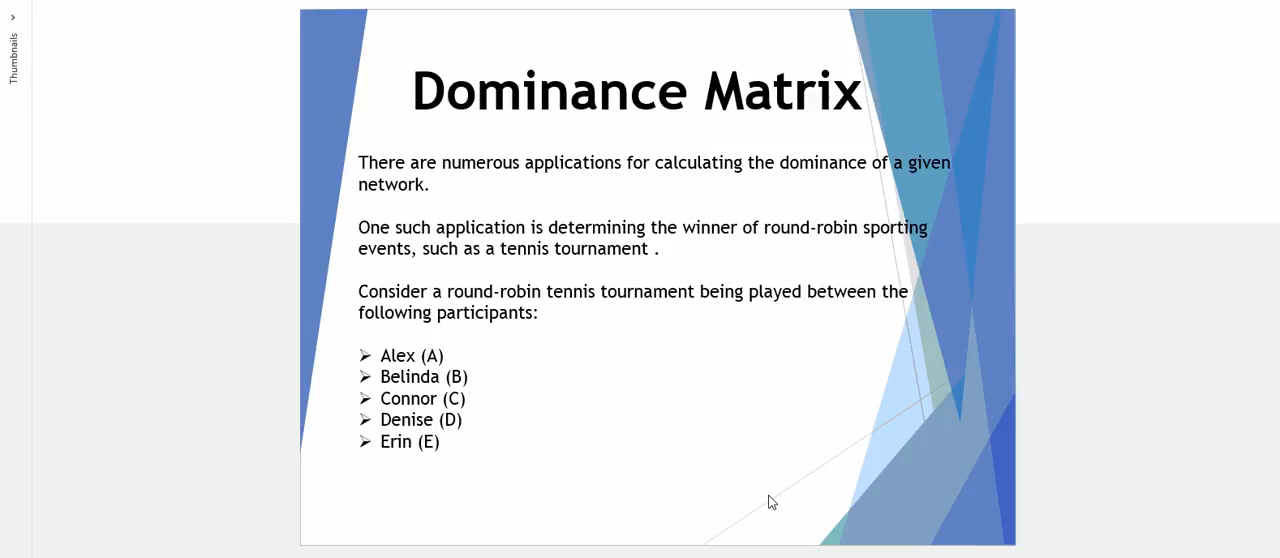 Thumbnails
Dominance Matrix
There are numerous applications for calculating the dominance of a given
network.
One such application is determining the winner of round-robin sporting
events, such as a tennis tournament .
Consider a round-robin tennis tournament being played between the
following participants:
➢ Alex (A)
➢ Belinda (B)
➢ Connor (C)
➢ Denise (D)
➢ Erin (E)